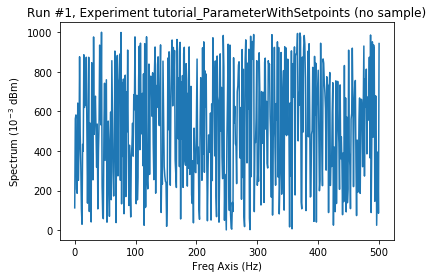 Run #1, Experiment tutorial_ParameterWithSetpoints (no sample)
1000
800
600
400
200
0
Spectrum (10⁻³ dBm)
0 100 200 300 400 500
Freq Axis (Hz)